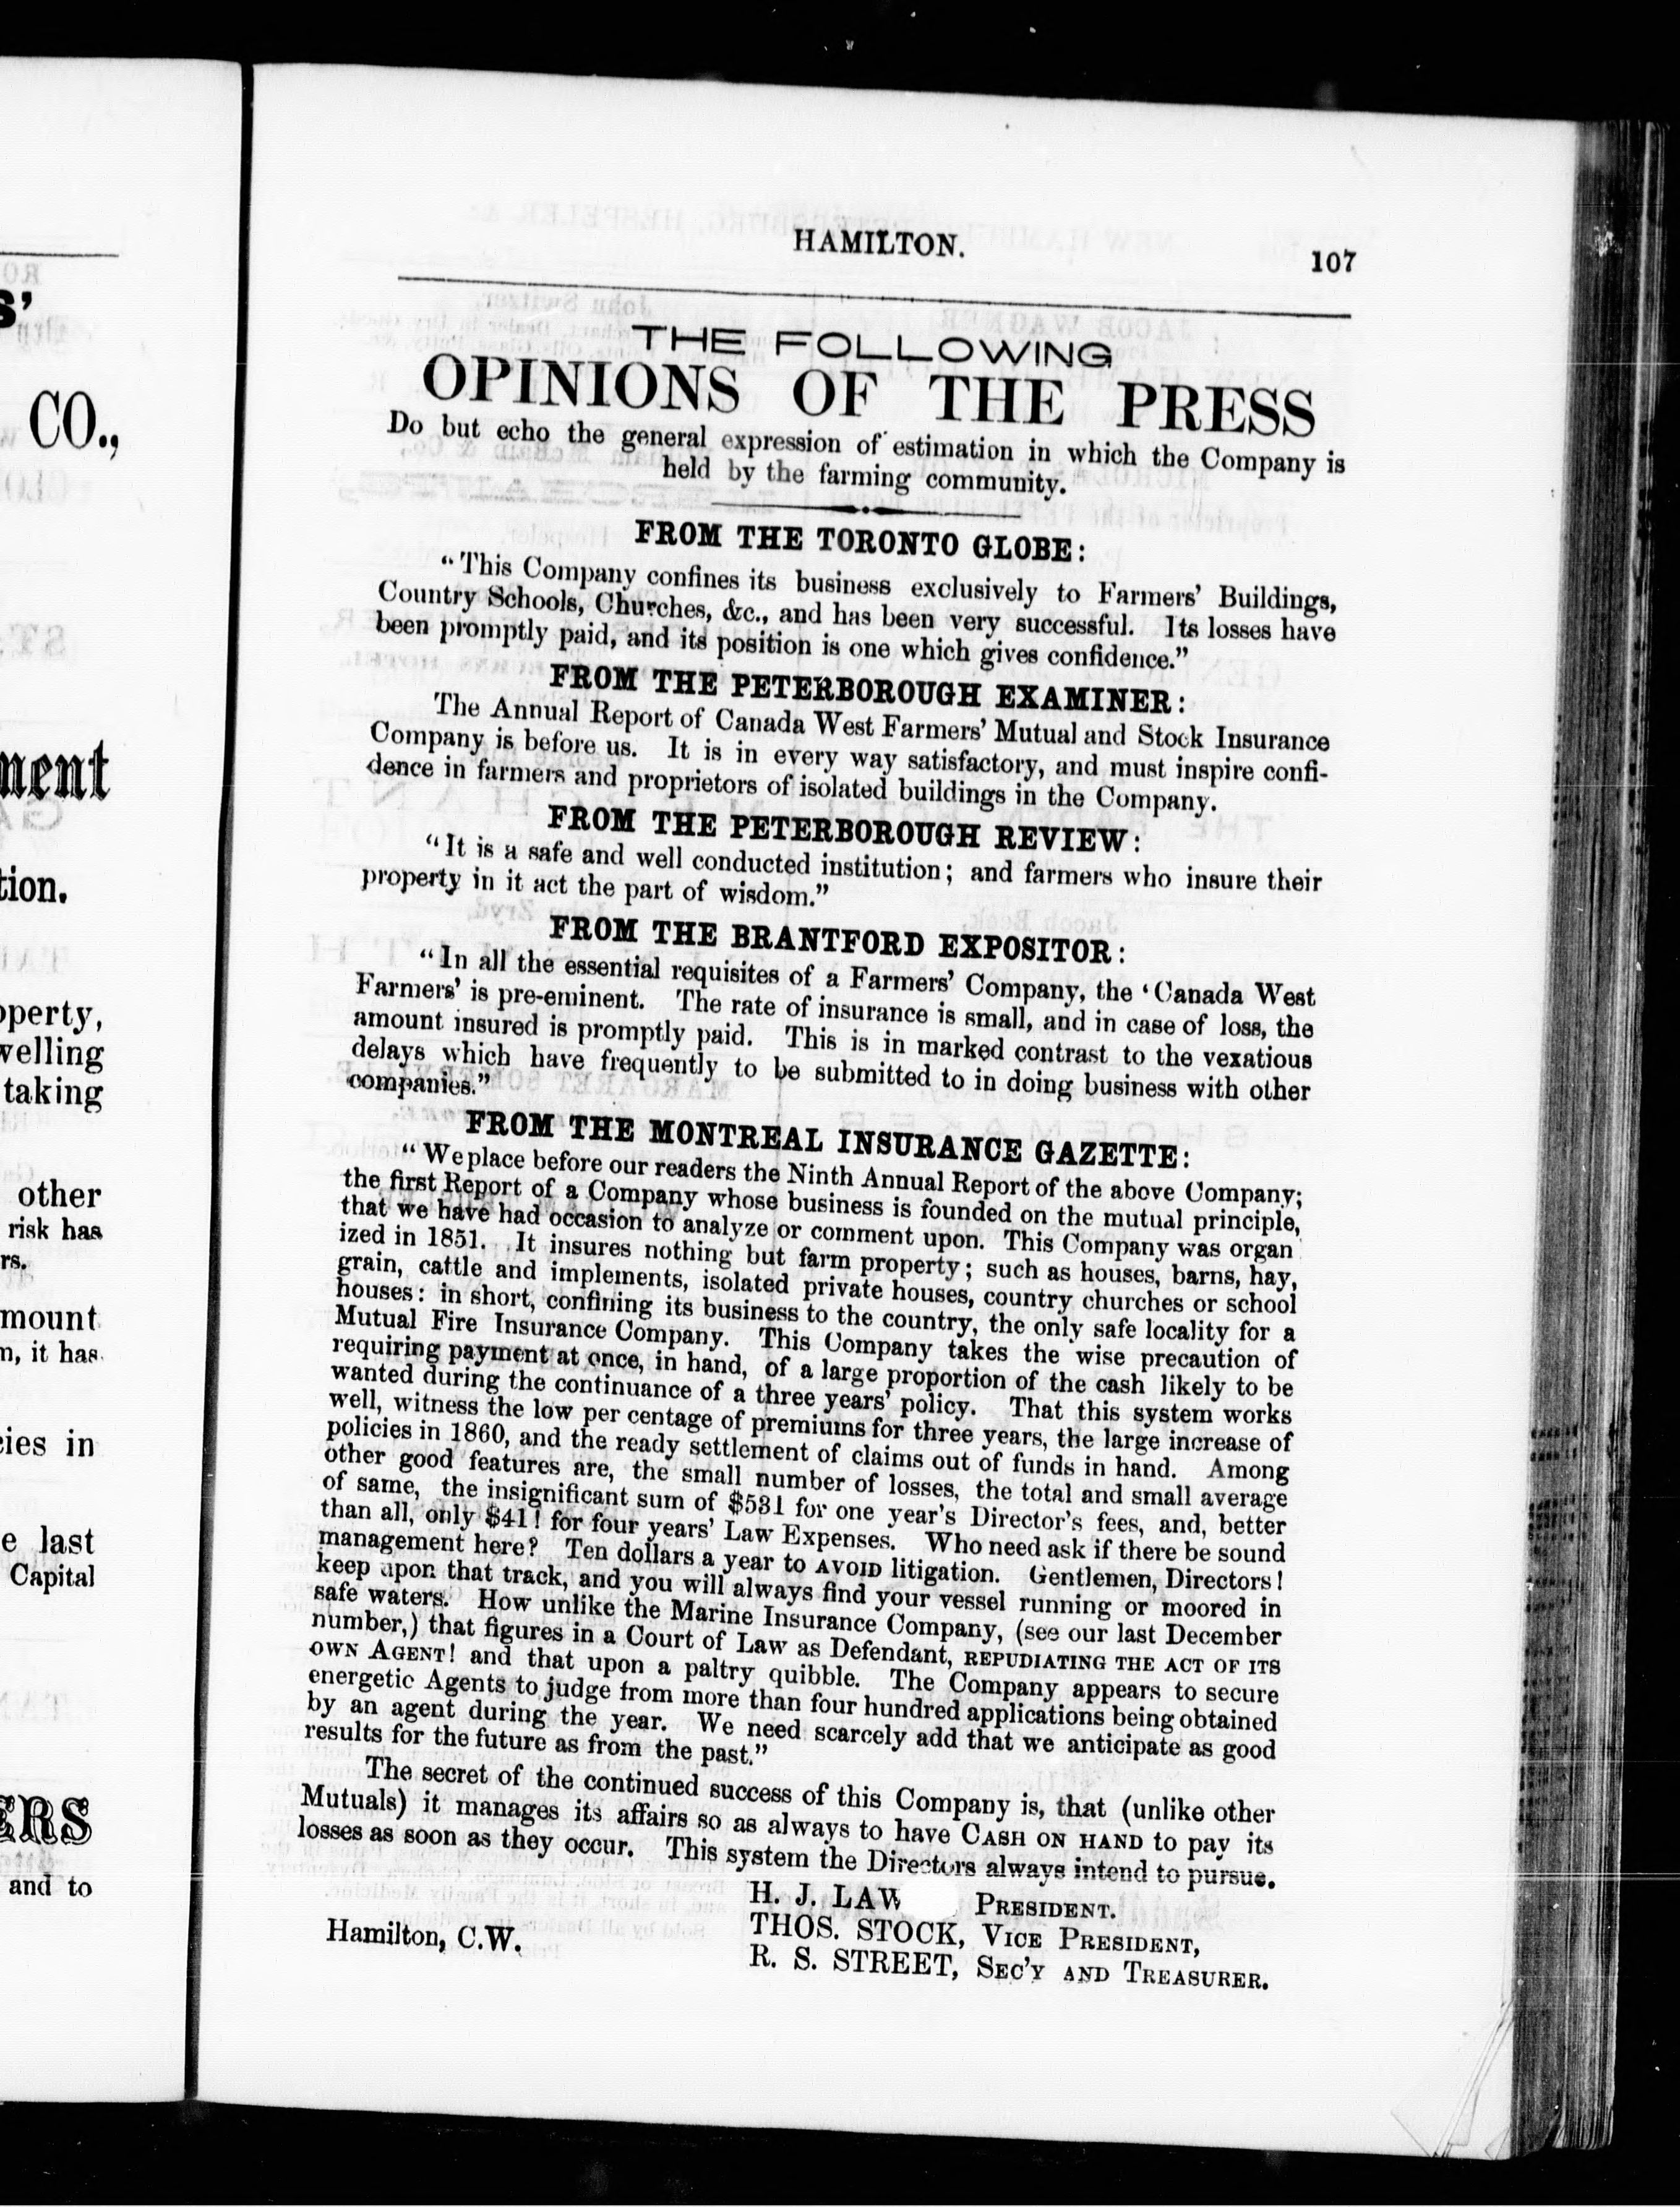 S'
CO.,
ment
tion.
perty,
welling
taking
other
risk has
rs.
mount
n, it has
ies in
e last
Capital
ERS
and to
HAMILTON. 107
THE FOLLOWING
OPINIONS OF THE PRESS
Do but echo the general expression of estimation in which the Company is
held by the farming community.
FROM THE TORONTO GLOBE:
"This Company confines its business exclusively to Farmers' Buildings,
Country Schools, Churches, &c., and has been very successful. Its losses have
been promptly paid, and its position is one which gives confidence."
FROM THE PETERBOROUGH EXAMINER:
The Annual Report of Canada West Farmers' Mutual and Stock Insurance
Company is before us. It is in every way satisfactory, and must inspire confi-
dence in farmers and proprietors of isolated buildings in the Company.
FROM THE PETERBOROUGH REVIEW:
"It is a safe and well conducted institution; and farmers who insure their
property in it act the part of wisdom."
FROM THE BRANTFORD EXPOSITOR:
"In all the essential requisites of a Farmers' Company, the 'Canada West
Farmers' is pre-eminent. The rate of insurance is small, and in case of loss, the
amount insured is promptly paid. This is in marked contrast to the vexatious
delays which have frequently to be submitted to in doing business with other
companies."
FROM THE MONTREAL INSURANCE GAZETTE:
"We place before our readers the Ninth Annual Report of the above Company;
the first Report of a Company whose business is founded on the mutual principle,
that we have had occasion to analyze or comment upon. This Company was organ
ized in 1851. It insures nothing but farm property; such as houses, barns, hay,
grain, cattle and implements, isolated private houses, country churches or school
houses: in short, confining its business to the country, the only safe locality for a
Mutual Fire Insurance Company. This Company takes the wise precaution of
requiring payment at once, in hand, of a large proportion of the cash likely to be
wanted during the continuance of a three years' policy. That this system works
well, witness the low per centage of premiums for three years, the large increase of
policies in 1860, and the ready settlement of claims out of funds in hand. Among
other good features are, the small number of losses, the total and small average
of same, the insignificant sum of $531 for one year's Director's fees, and, better
than all, only $41! for four years' Law Expenses. Who need ask if there be sound
management here? Ten dollars a year to AVOID litigation. Gentlemen, Directors!
keep upon that track, and you will always find your vessel running or moored in
safe waters. How unlike the Marine Insurance Company, (see our last December
number,) that figures in a Court of Law as Defendant, REPUDIATING THE ACT OF ITS
OWN AGENT! and that upon a paltry quibble. The Company appears to secure
energetic Agents to judge from more than four hundred applications being obtained
by an agent during the year. We need scarcely add that we anticipate as good
results for the future as from the past."
The secret of the continued success of this Company is, that (unlike other
Mutuals) it manages its affairs so as always to have CASH ON HAND to pay its
losses as soon as they occur. This system the Directors always intend to pursue.
H. J. LAW PRESIDENT.
THOS. STOCK, VICE PRESIDENT,
Hamilton, C.W.
R. S. STREET, SEC'Y AND TREASURER.